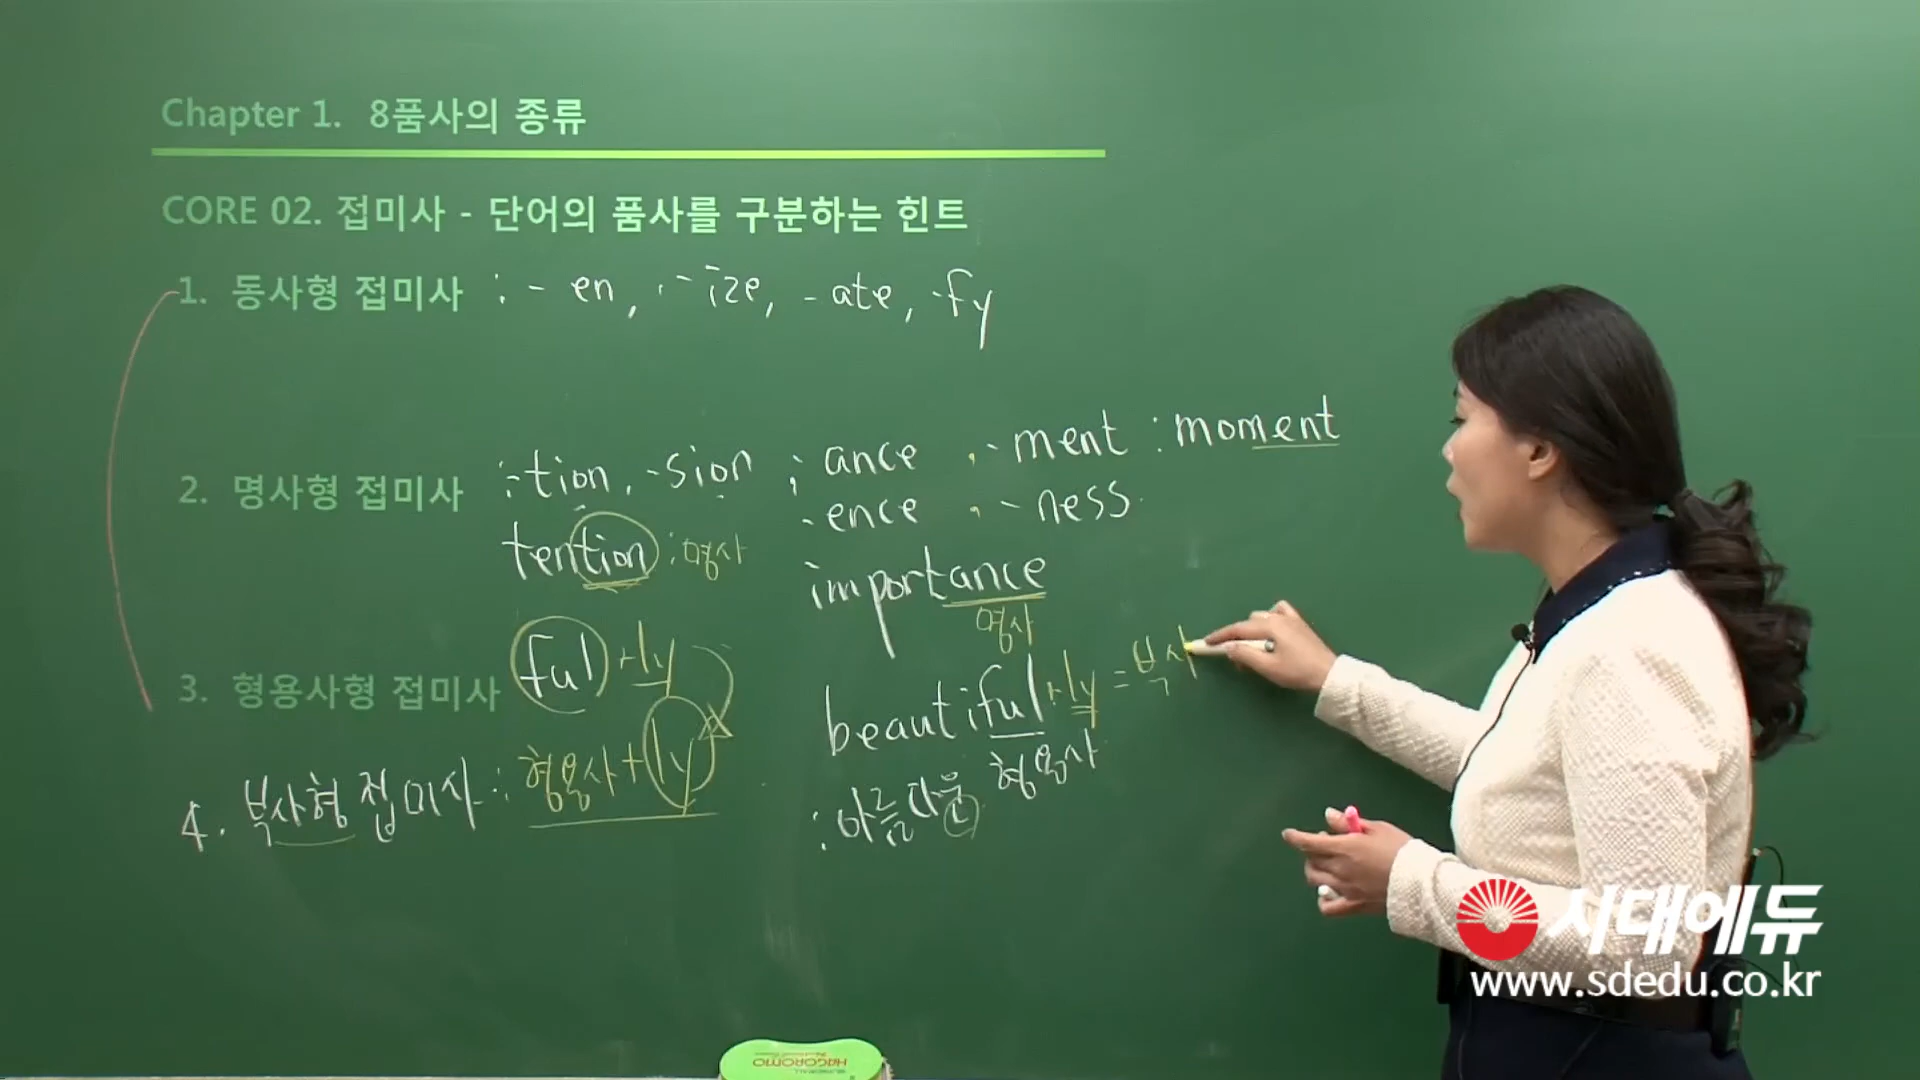 Chapter 1. 8품사의 종류
CORE 02. 접미사 - 단어의 품사를 구분하는 힌트
1. 동사형 접미사 : - en, - ize, - ate, -fy
2. 명사형 접미사 : -tion, -sion, -ance, -ment : moment
-ence, -ness
tention : 명사
importance
명사
3. 형용사형 접미사 ful +ly
beautiful +ly = 부사
형용사
4. 부사형 접미사 : 형용사 + ly
: 아름다운
시대에듀
www.sdedu.co.kr
HAGOROMO